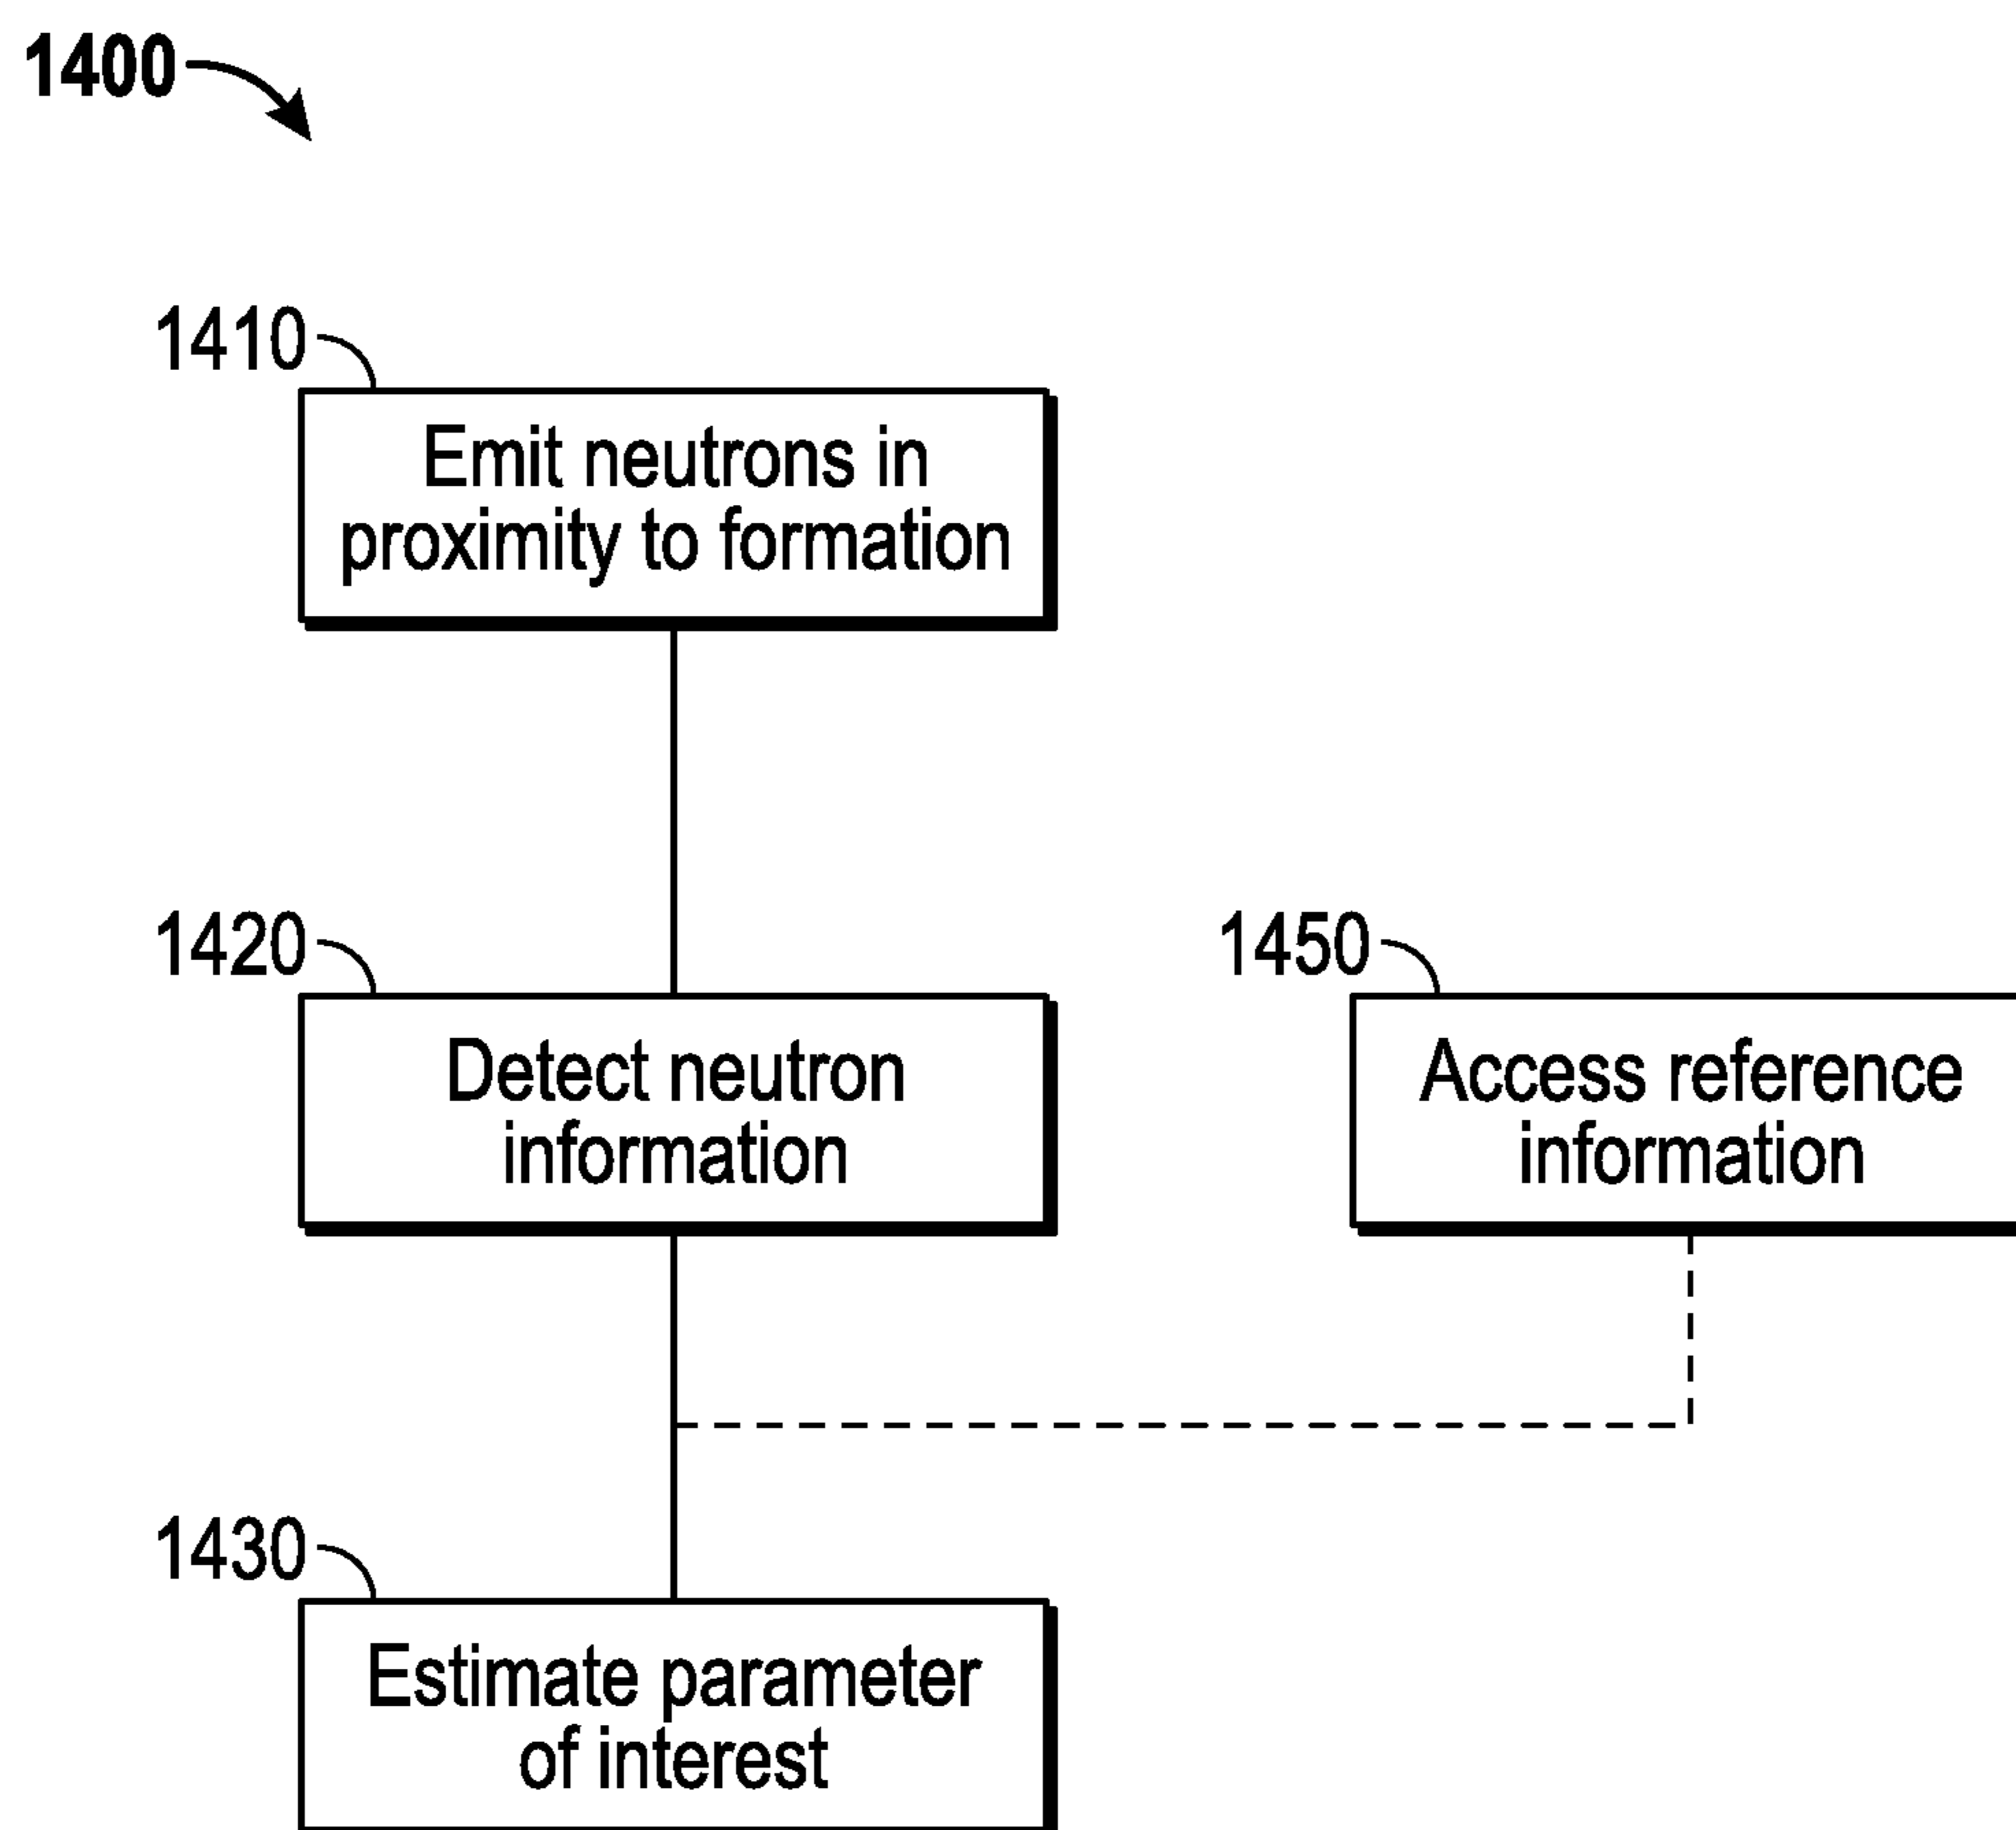 1400
1410
Emit neutrons in
proximity to formation
1420
Detect neutron
information
1450
Access reference
information
1430
Estimate parameter
of interest